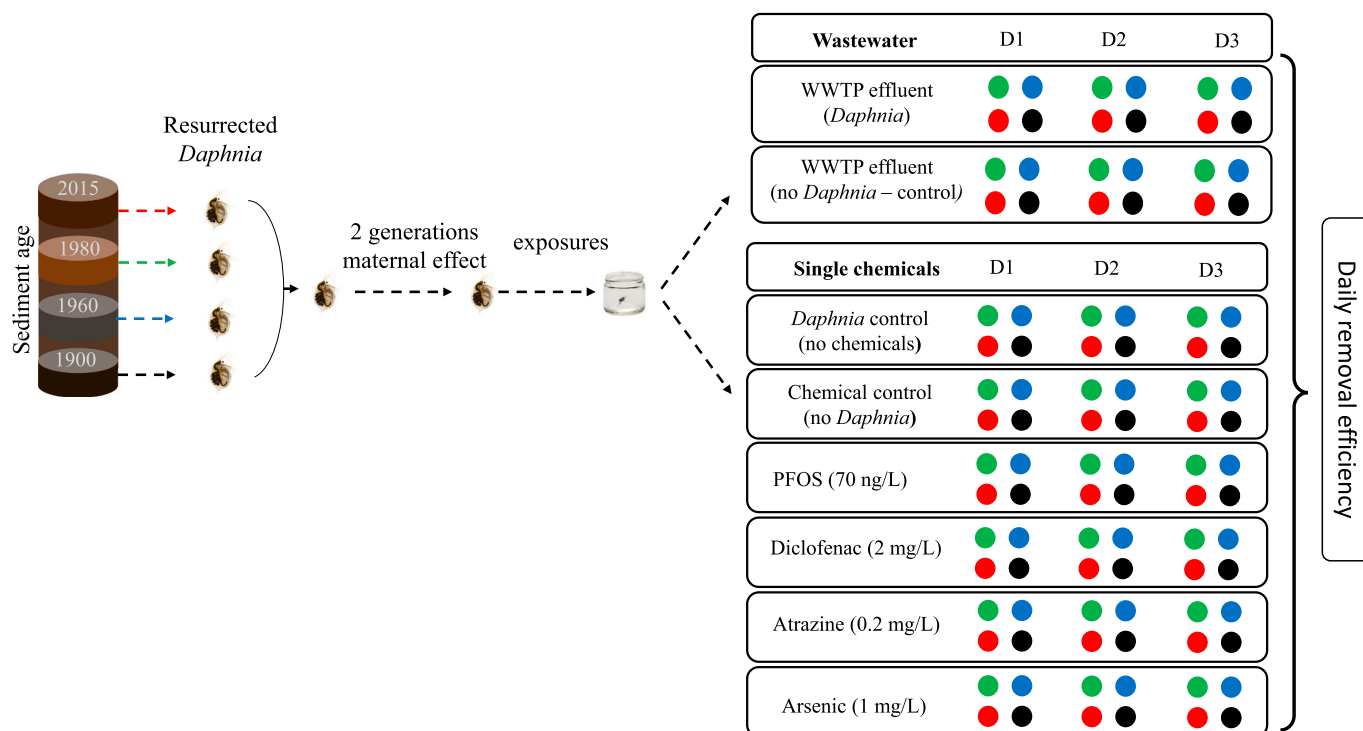 Resurrected
Daphnia
Sediment age
2015
1980
1960
1900
2 generations
maternal effect
exposures
Wastewater D1 D2 D3
WWTP effluent
(Daphnia)
WWTP effluent
(no Daphnia – control)
Single chemicals D1 D2 D3
Daphnia control
(no chemicals)
Chemical control
(no Daphnia)
PFOS (70 ng/L)
Diclofenac (2 mg/L)
Atrazine (0.2 mg/L)
Arsenic (1 mg/L)
Daily removal efficiency